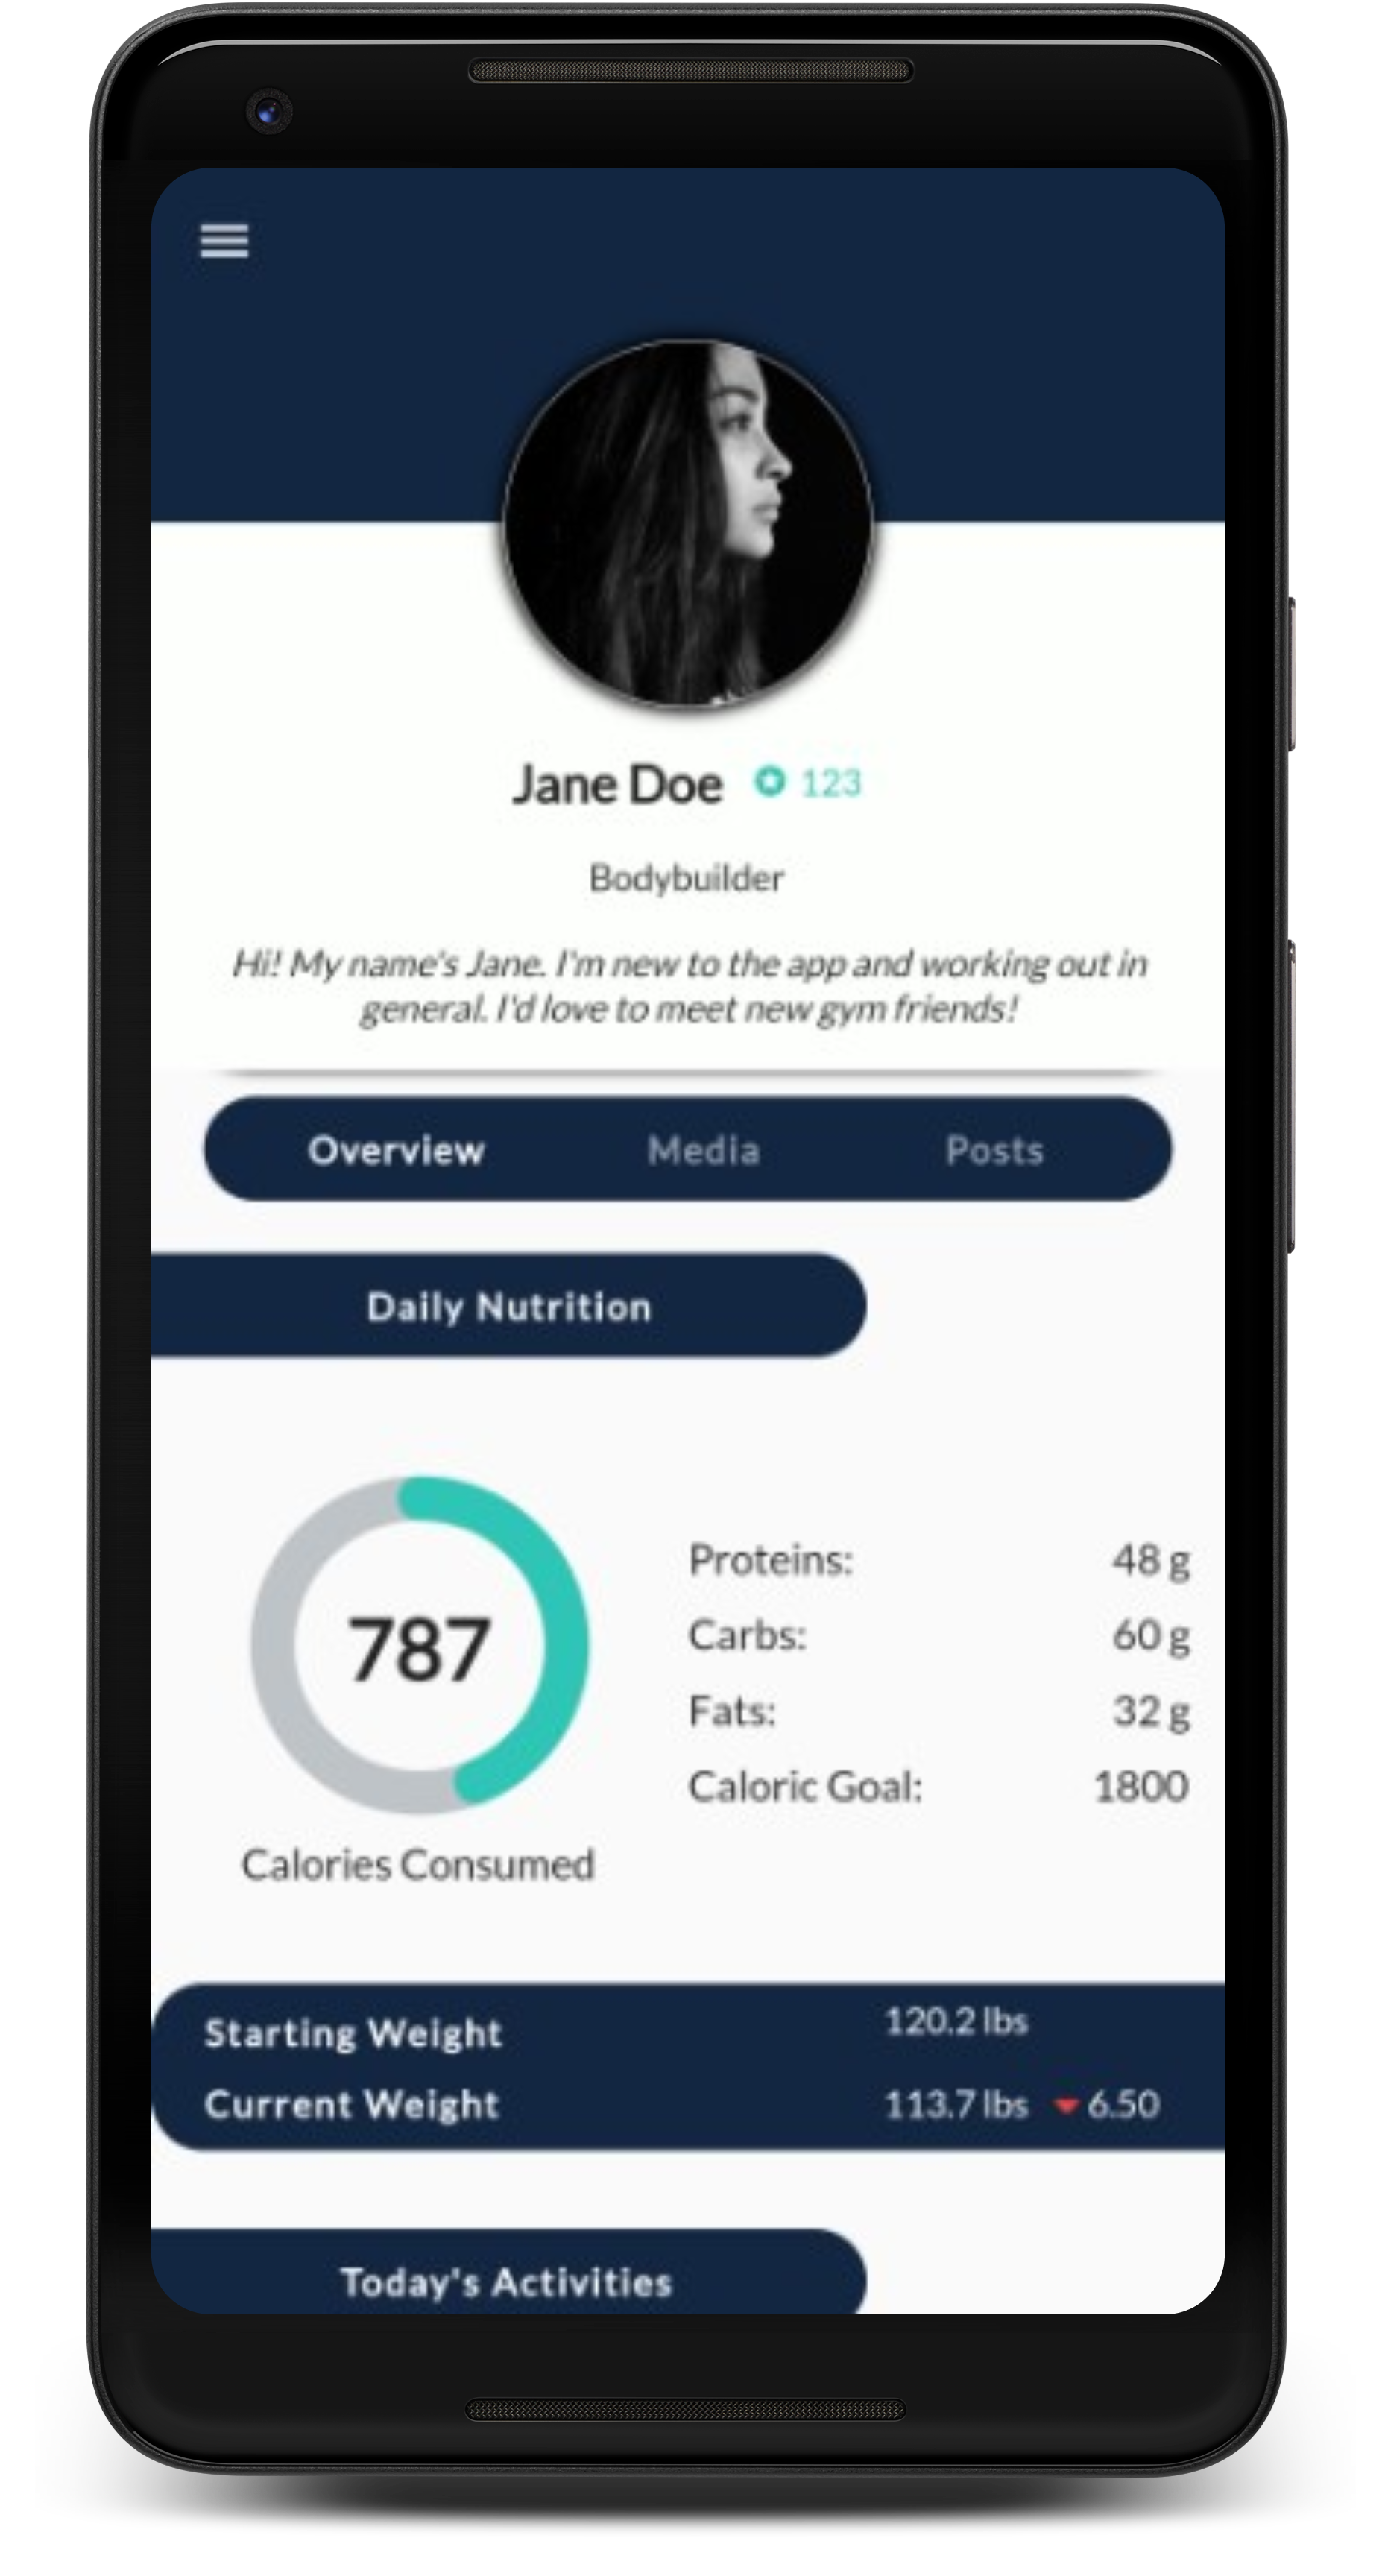 Jane Doe 123
Bodybuilder
Hi! My name's Jane. I'm new to the app and working out in
general. I'd love to meet new gym friends!
Overview Media Posts
Daily Nutrition
787
Calories Consumed
Proteins: 48 g
Carbs: 60 g
Fats: 32 g
Caloric Goal: 1800
Starting Weight 120.2 lbs
Current Weight 113.7 lbs 6.50
Today's Activities